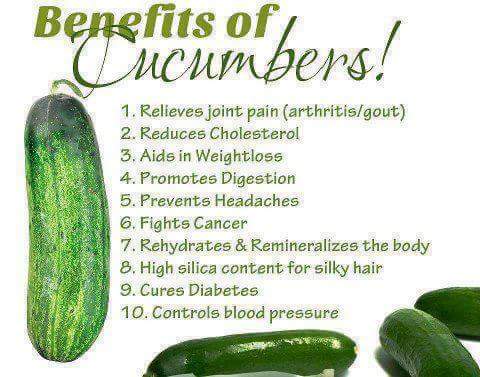 Benefits of
Cucumbers!
1. Relieves joint pain (arthritis/gout)
2. Reduces Cholesterol
3. Aids in Weightloss
4. Promotes Digestion
5. Prevents Headaches
6. Fights Cancer
7. Rehydrates & Remineralizes the body
8. High silica content for silky hair
9. Cures Diabetes
10. Controls blood pressure